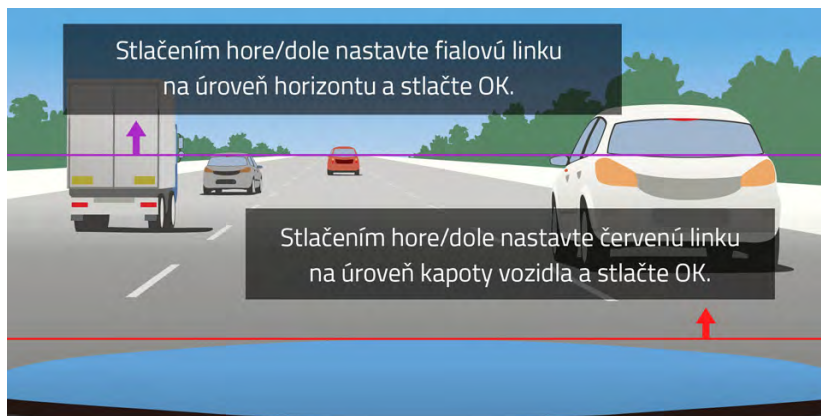 Stlačením hore/dole nastavte fialovú linku
na úroveň horizontu a stlačte OK.
Stlačením hore/dole nastavte červenú linku
na úroveň kapoty vozidla a stlačte OK.